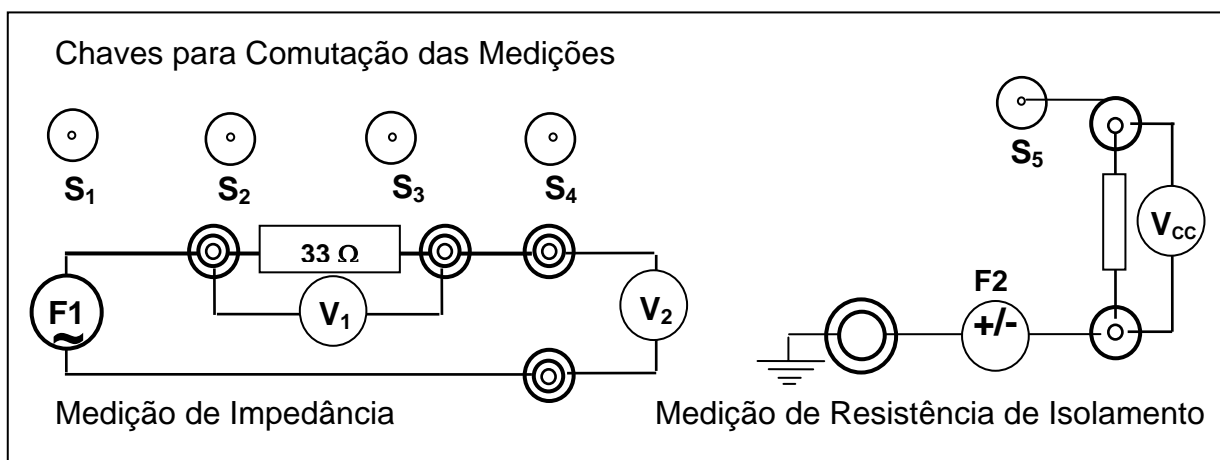 Chaves para Comutação das Medições
S₁ S₂ S₃ S₄
S₅
33 Ω
V₁
F1
~
V₂
V_CC
F2
+/-
Medição de Impedância
Medição de Resistência de Isolamento